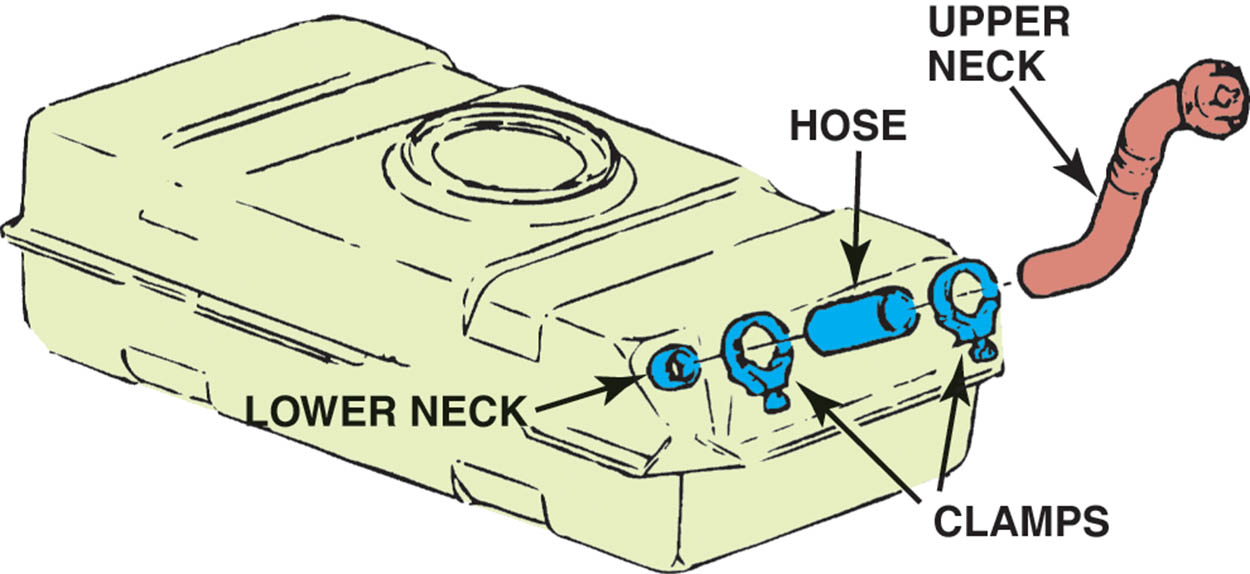 UPPER
NECK
HOSE
LOWER NECK
CLAMPS